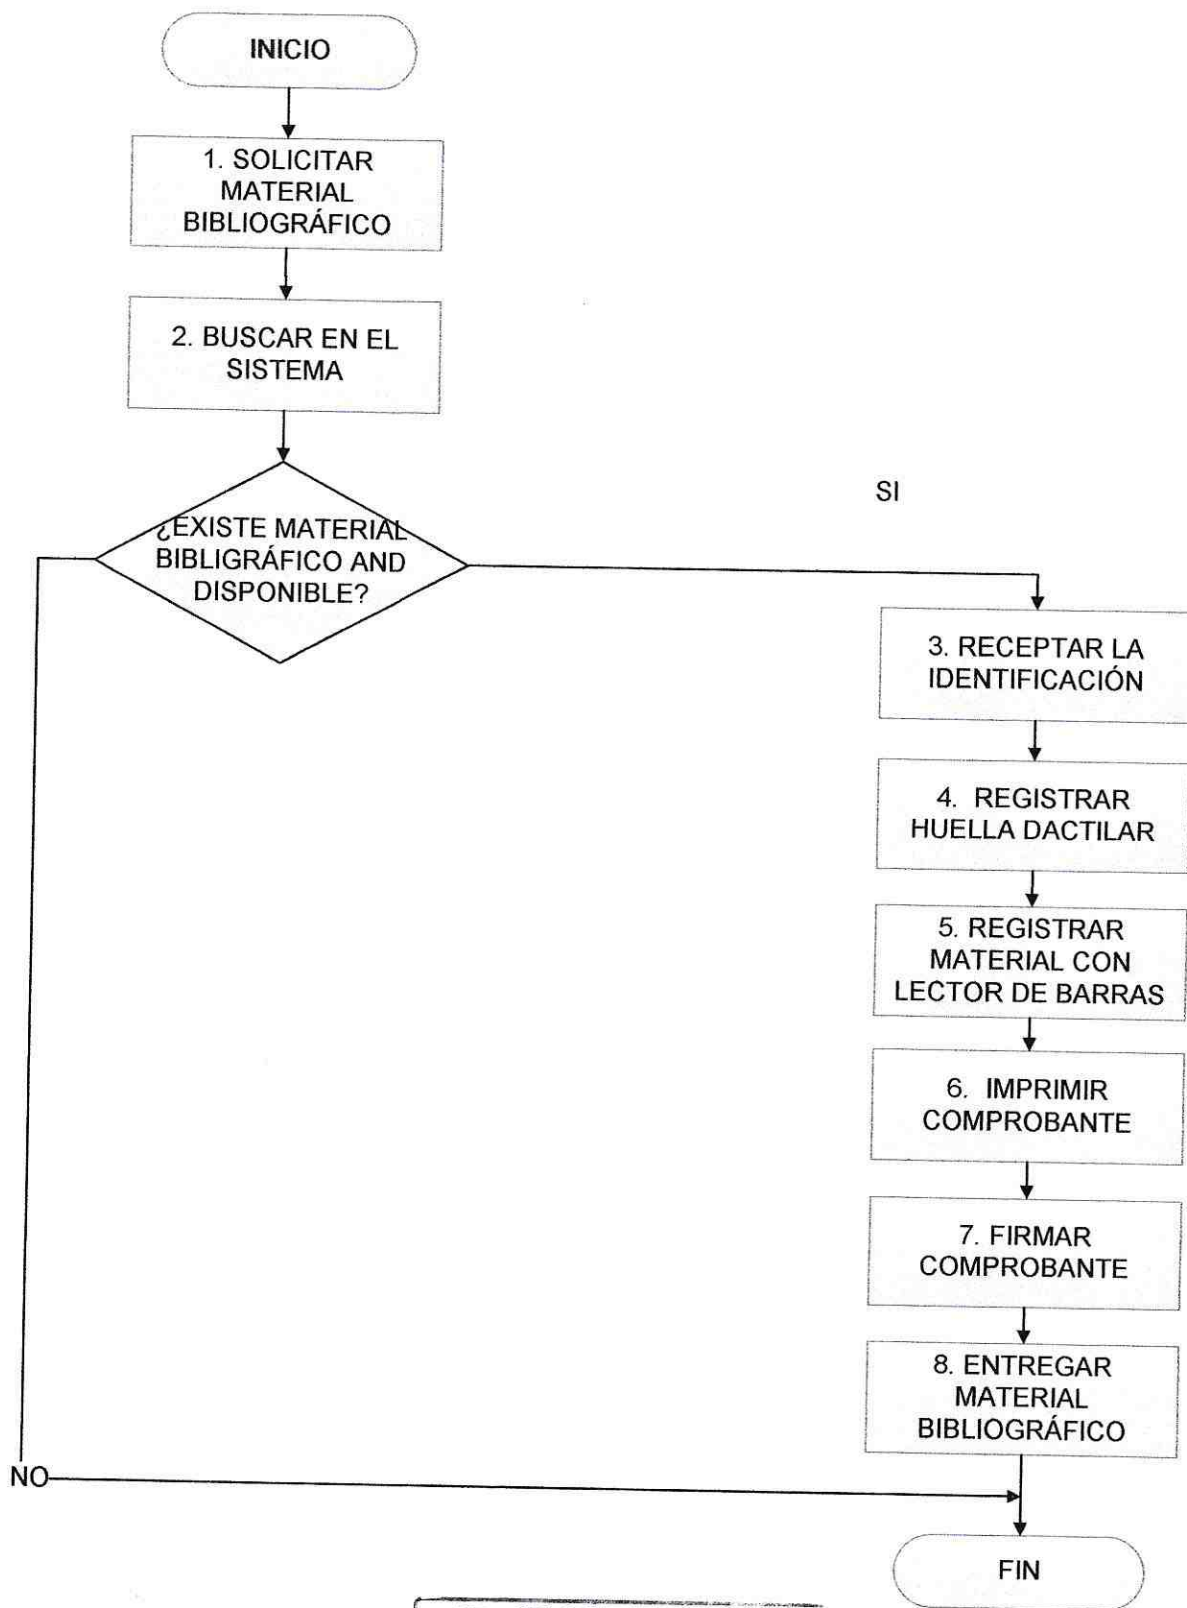 INICIO
1. SOLICITAR
MATERIAL
BIBLIOGRÁFICO
2. BUSCAR EN EL
SISTEMA
¿EXISTE MATERIAL
BIBLIGRÁFICO AND
DISPONIBLE?
SI
3. RECEPTAR LA
IDENTIFICACIÓN
4. REGISTRAR
HUELLA DACTILAR
5. REGISTRAR
MATERIAL CON
LECTOR DE BARRAS
6. IMPRIMIR
COMPROBANTE
7. FIRMAR
COMPROBANTE
8. ENTREGAR
MATERIAL
BIBLIOGRÁFICO
NO
FIN